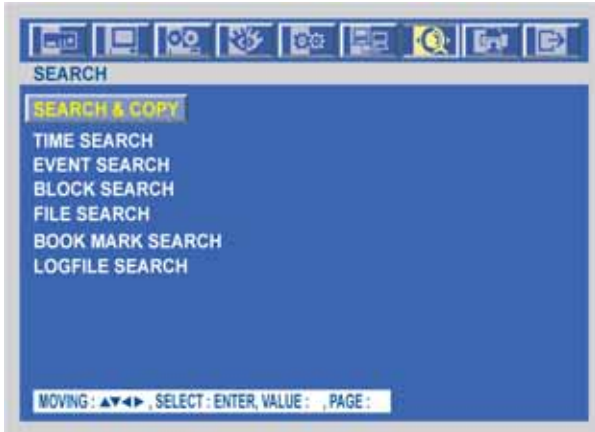 SEARCH
SEARCH & COPY
TIME SEARCH
EVENT SEARCH
BLOCK SEARCH
FILE SEARCH
BOOK MARK SEARCH
LOGFILE SEARCH
MOVING : ▲▼◄► , SELECT : ENTER, VALUE : , PAGE :